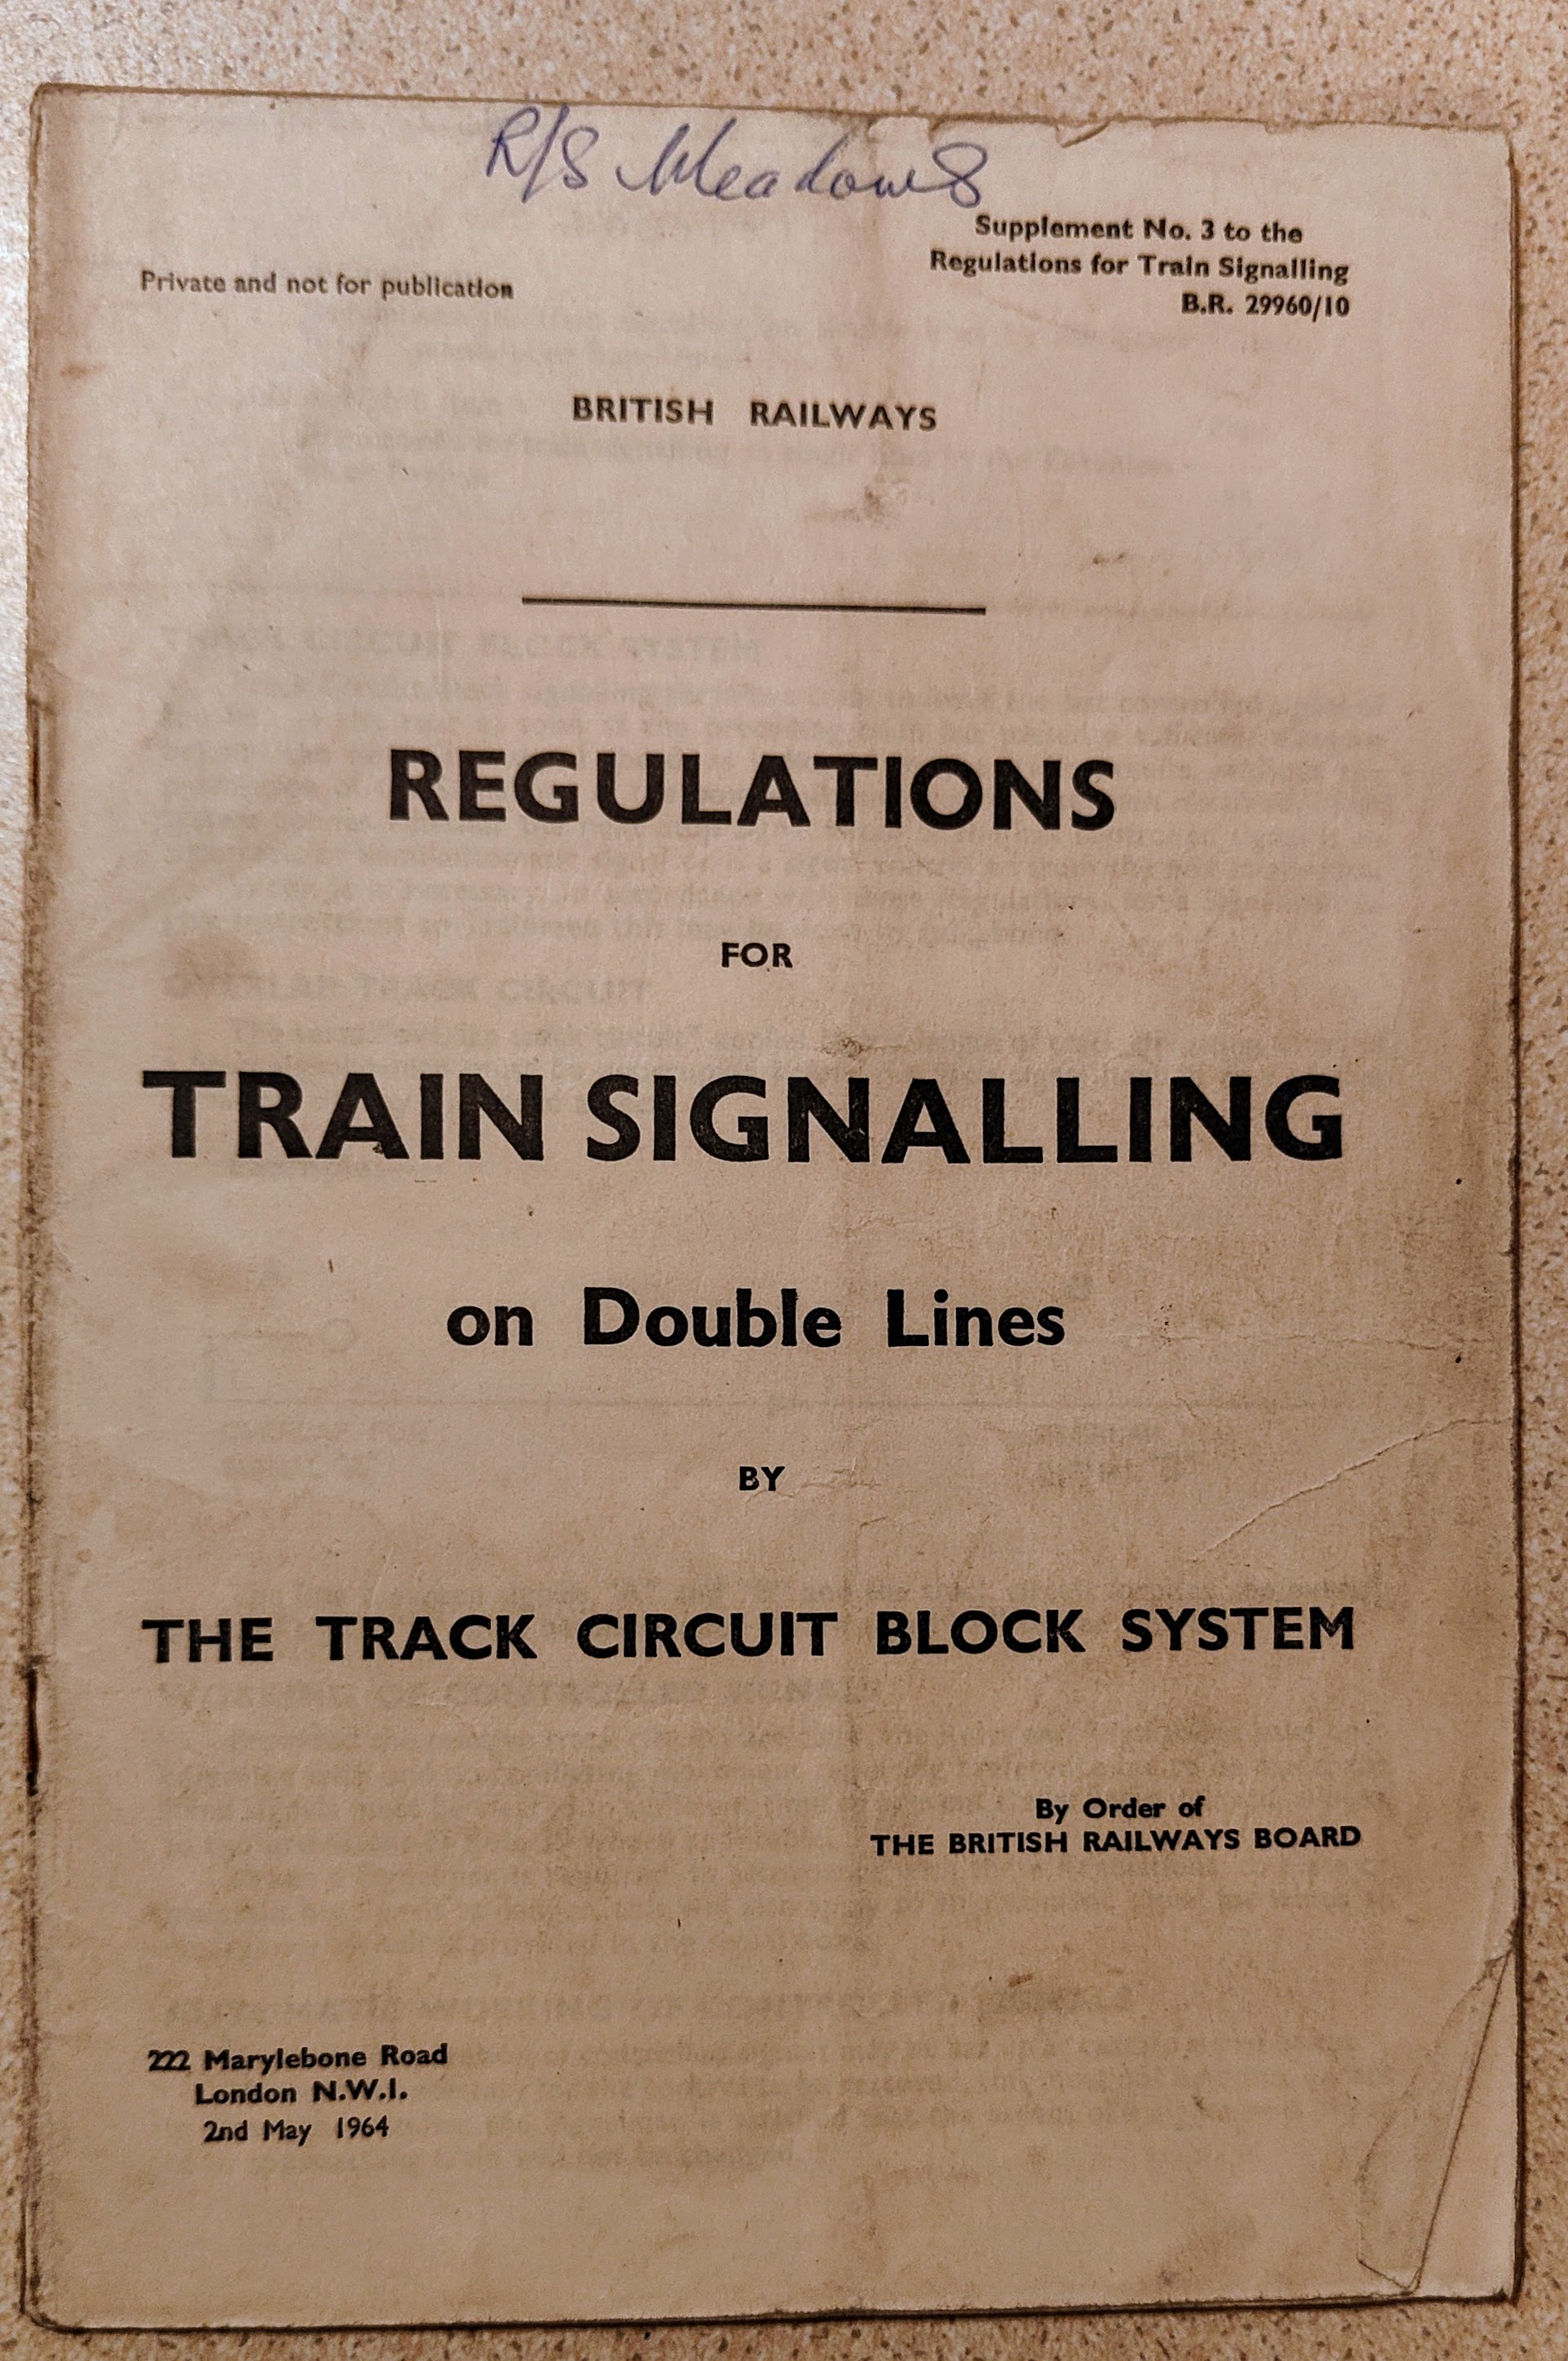 R/S Meadows
Supplement No. 3 to the
Regulations for Train Signalling
B.R. 29960/10
Private and not for publication
BRITISH RAILWAYS
REGULATIONS
FOR
TRAIN SIGNALLING
on Double Lines
BY
THE TRACK CIRCUIT BLOCK SYSTEM
By Order of
THE BRITISH RAILWAYS BOARD
222 Marylebone Road
London N.W.1.
2nd May 1964